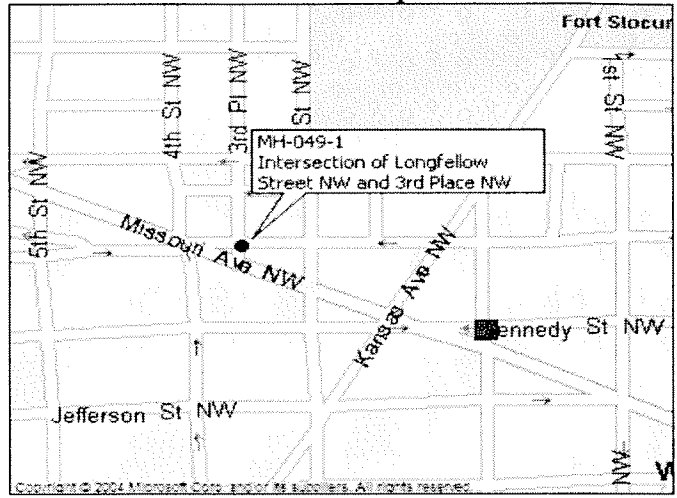 Fort Slocum
1st St NW
4th St NW
3rd Pl NW
St NW
MH-049-1
Intersection of Longfellow
Street NW and 3rd Place NW
5th St NW
Missouri Ave NW
Kansas Ave NW
Kennedy St NW
Jefferson St NW
NW
W
Copyright © 2004 Microsoft Corp. and/or its suppliers. All rights reserved.